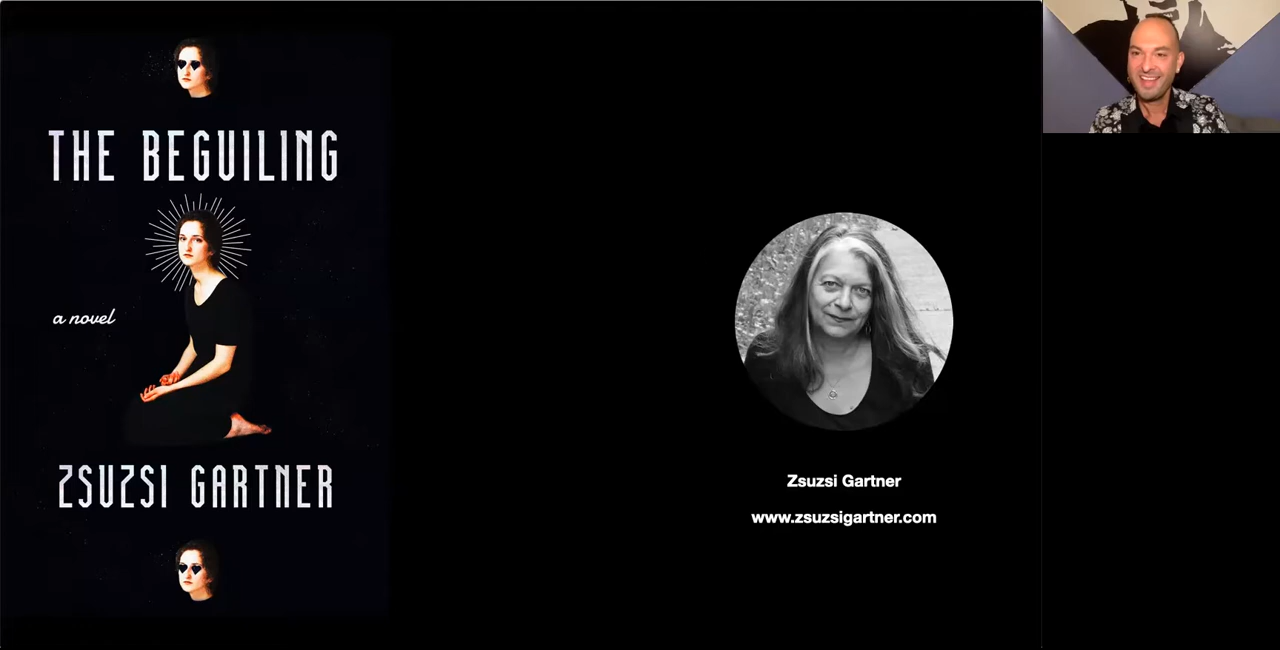 THE BEGUILING
a novel
ZSUZSI GARTNER
Zsuzsi Gartner
www.zsuzsigartner.com